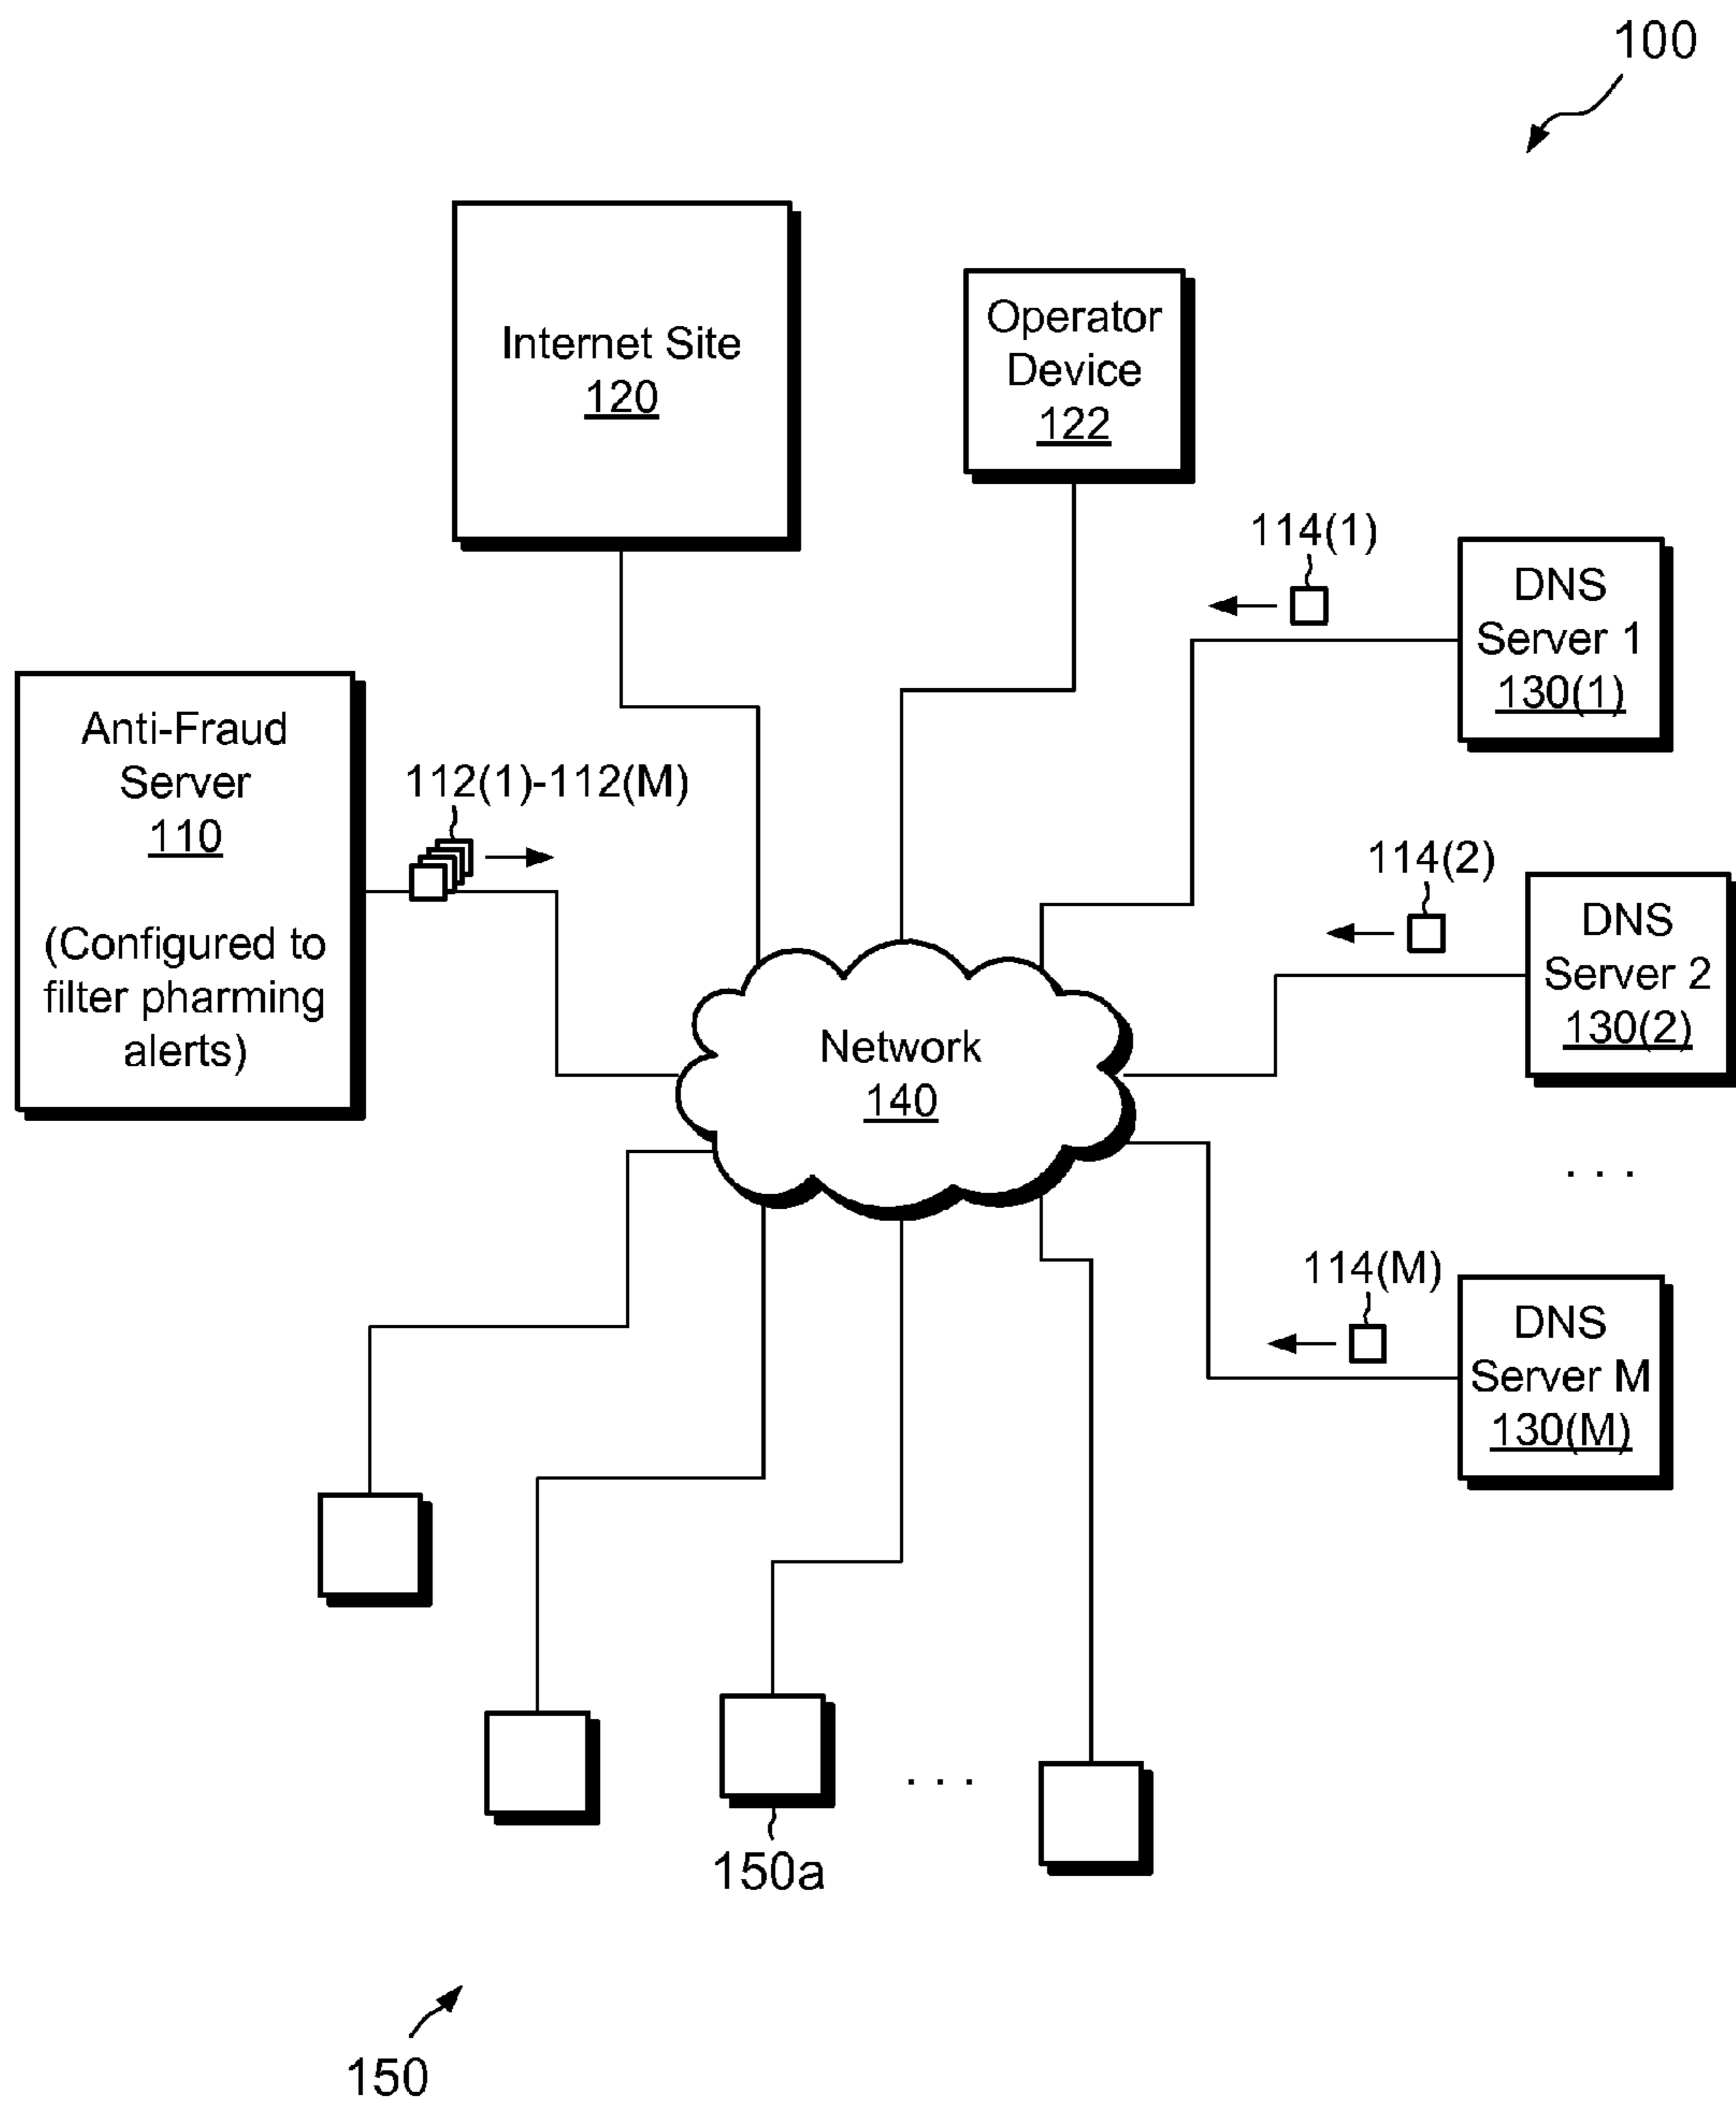 100
Internet Site
120
Operator
Device
122
114(1)
DNS
Server 1
130(1)
Anti-Fraud
Server
110
(Configured to
filter pharming
alerts)
112(1)-112(M)
114(2)
DNS
Server 2
130(2)
Network
140
. . .
114(M)
DNS
Server M
130(M)
. . .
150a
150